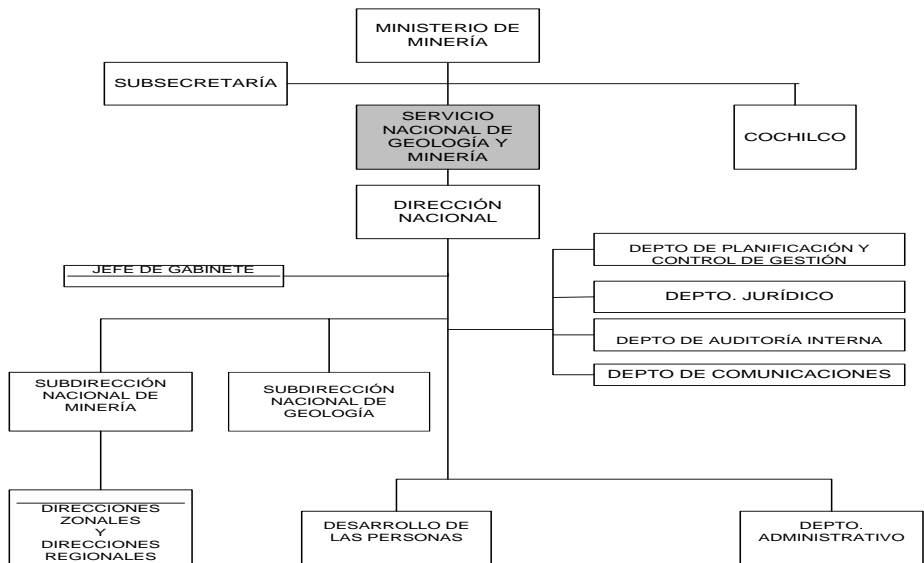 MINISTERIO DE
MINERÍA
SUBSECRETARÍA
SERVICIO
NACIONAL DE
GEOLOGÍA Y
MINERÍA
COCHILCO
DIRECCIÓN
NACIONAL
DEPTO DE PLANIFICACIÓN Y
CONTROL DE GESTIÓN
JEFE DE GABINETE
DEPTO. JURÍDICO
DEPTO DE AUDITORÍA INTERNA
DEPTO DE COMUNICACIONES
SUBDIRECCIÓN
NACIONAL DE
MINERÍA
SUBDIRECCIÓN
NACIONAL DE
GEOLOGÍA
DIRECCIONES
ZONALES
Y
DIRECCIONES
REGIONALES
DESARROLLO DE
LAS PERSONAS
DEPTO.
ADMINISTRATIVO